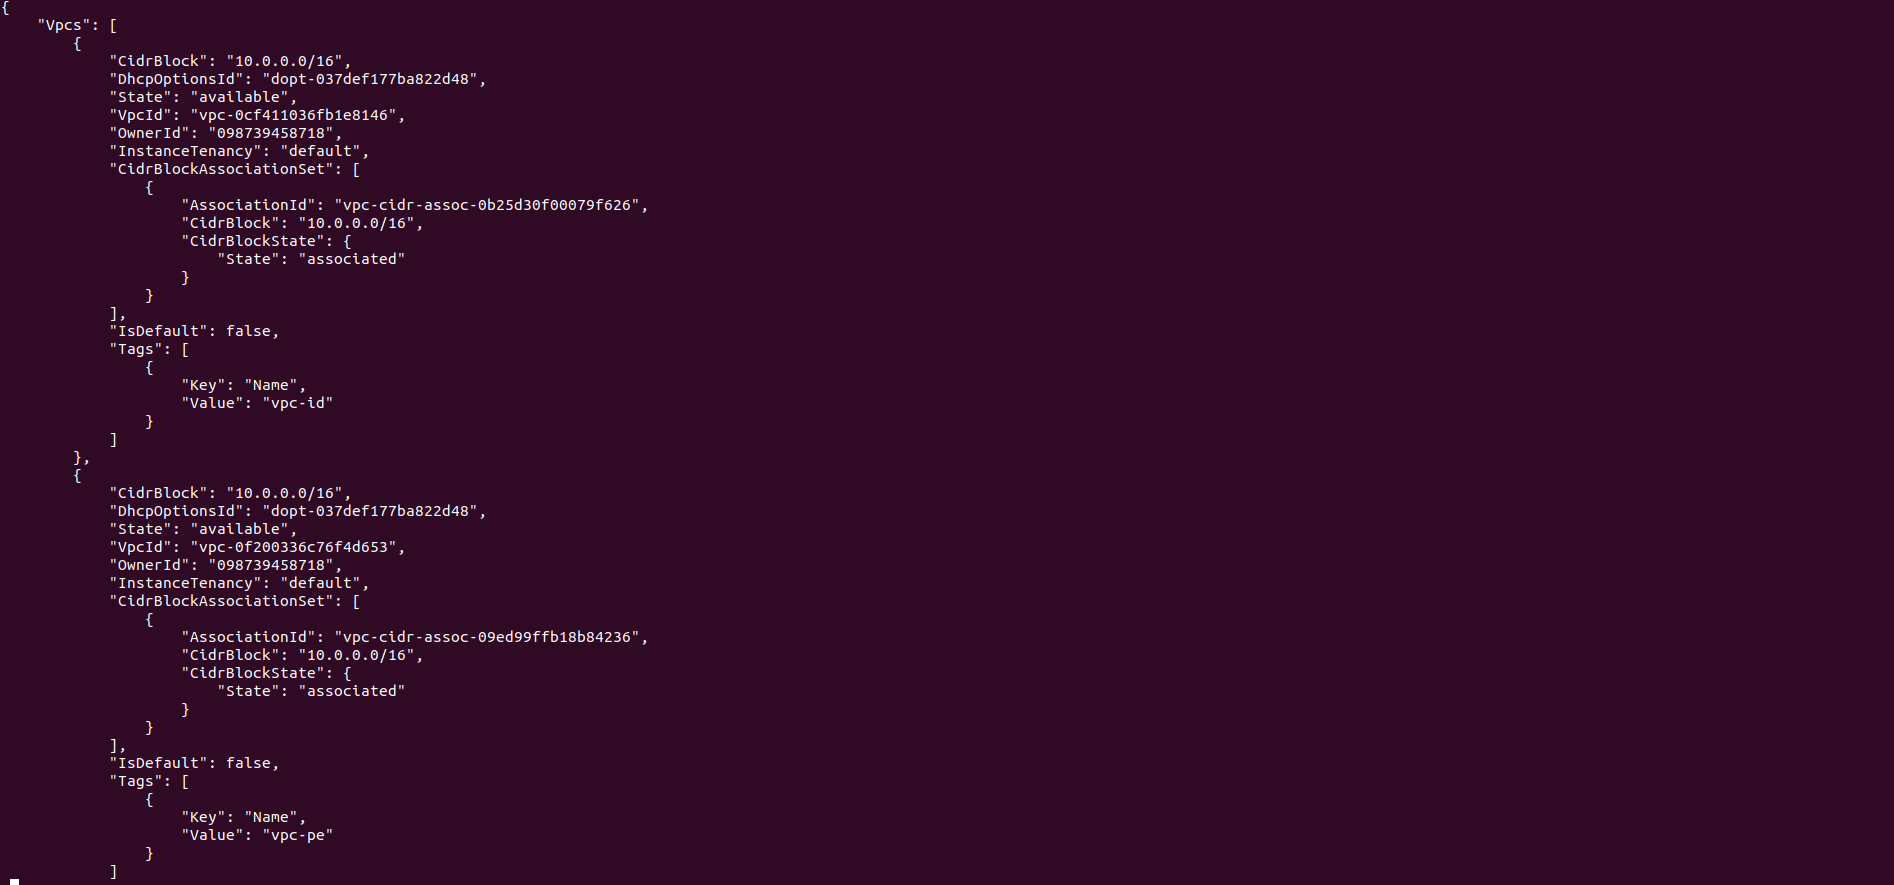 {
    "Vpcs": [
        {
            "CidrBlock": "10.0.0.0/16",
            "DhcpOptionsId": "dopt-037def177ba822d48",
            "State": "available",
            "VpcId": "vpc-0cf411036fb1e8146",
            "OwnerId": "098739458718",
            "InstanceTenancy": "default",
            "CidrBlockAssociationSet": [
                {
                    "AssociationId": "vpc-cidr-assoc-0b25d30f00079f626",
                    "CidrBlock": "10.0.0.0/16",
                    "CidrBlockState": {
                        "State": "associated"
                    }
                }
            ],
            "IsDefault": false,
            "Tags": [
                {
                    "Key": "Name",
                    "Value": "vpc-id"
                }
            ]
        },
        {
            "CidrBlock": "10.0.0.0/16",
            "DhcpOptionsId": "dopt-037def177ba822d48",
            "State": "available",
            "VpcId": "vpc-0f200336c76f4d653",
            "OwnerId": "098739458718",
            "InstanceTenancy": "default",
            "CidrBlockAssociationSet": [
                {
                    "AssociationId": "vpc-cidr-assoc-09ed99ffb18b84236",
                    "CidrBlock": "10.0.0.0/16",
                    "CidrBlockState": {
                        "State": "associated"
                    }
                }
            ],
            "IsDefault": false,
            "Tags": [
                {
                    "Key": "Name",
                    "Value": "vpc-pe"
                }
            ]